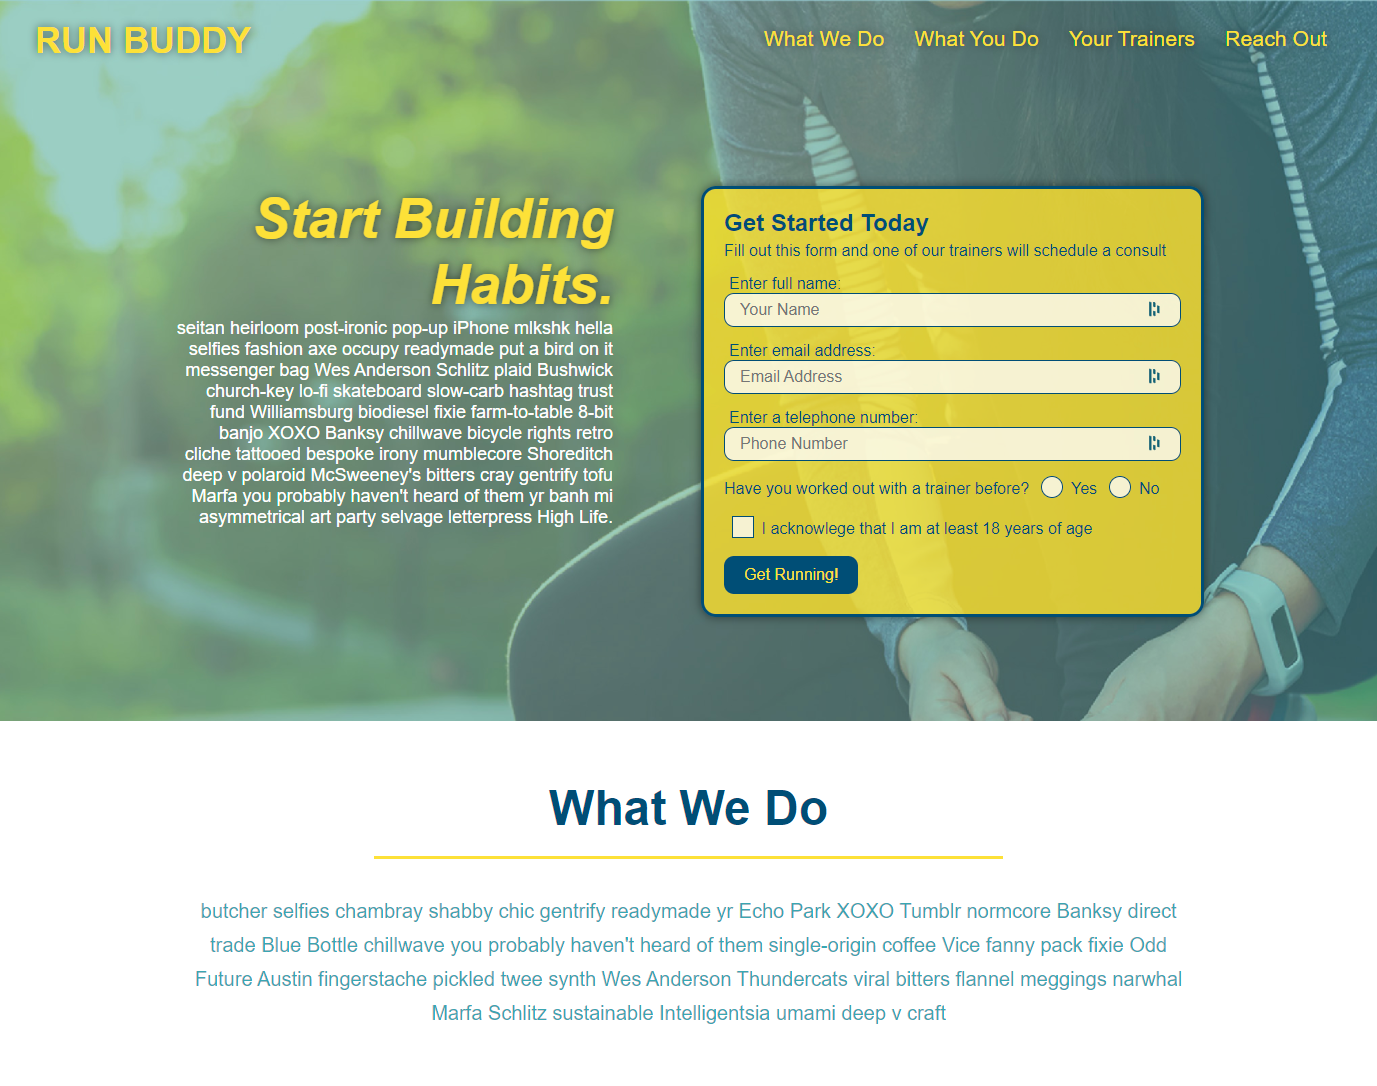 RUN BUDDY
What We Do
What You Do
Your Trainers
Reach Out
Start Building
Habits.
seitan heirloom post-ironic pop-up iPhone mlkshk hella
selfies fashion axe occupy readymade put a bird on it
messenger bag Wes Anderson Schlitz plaid Bushwick
church-key lo-fi skateboard slow-carb hashtag trust
fund Williamsburg biodiesel fixie farm-to-table 8-bit
banjo XOXO Banksy chillwave bicycle rights retro
cliche tattooed bespoke irony mumblecore Shoreditch
deep v polaroid McSweeney's bitters cray gentrify tofu
Marfa you probably haven't heard of them yr banh mi
asymmetrical art party selvage letterpress High Life.
Get Started Today
Fill out this form and one of our trainers will schedule a consult
Enter full name:
Your Name
Enter email address:
Email Address
Enter a telephone number:
Phone Number
Have you worked out with a trainer before? Yes No
I acknowlege that I am at least 18 years of age
Get Running!
What We Do
butcher selfies chambray shabby chic gentrify readymade yr Echo Park XOXO Tumblr normcore Banksy direct
trade Blue Bottle chillwave you probably haven't heard of them single-origin coffee Vice fanny pack fixie Odd
Future Austin fingerstache pickled twee synth Wes Anderson Thundercats viral bitters flannel meggings narwhal
Marfa Schlitz sustainable Intelligentsia umami deep v craft